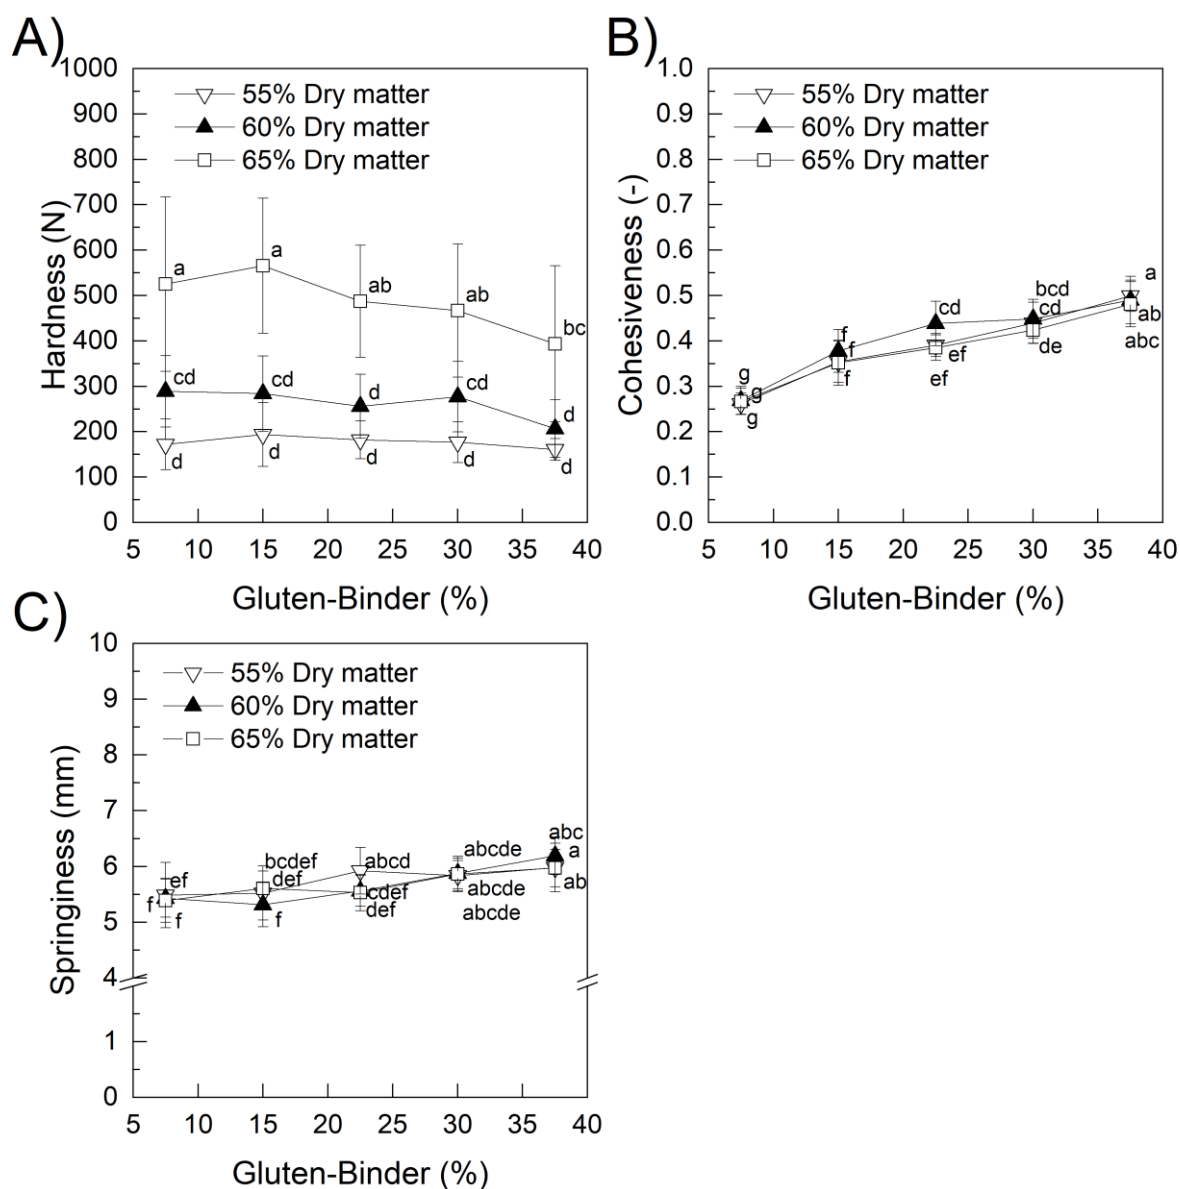 A)
Hardness (N)
1000
900
800
700
600
500
400
300
200
100
0
55% Dry matter
60% Dry matter
65% Dry matter
a
a
ab
ab
bc
cd
cd
d
cd
d
d
d
d
d
d
5 10 15 20 25 30 35 40
Gluten-Binder (%)
B)
Cohesiveness (-)
1.0
0.9
0.8
0.7
0.6
0.5
0.4
0.3
0.2
0.1
0.0
55% Dry matter
60% Dry matter
65% Dry matter
g
g
g
f
f
f
cd
ef
ef
bcd
cd
de
a
ab
abc
5 10 15 20 25 30 35 40
Gluten-Binder (%)
C)
Springiness (mm)
10
9
8
7
6
5
4
1
0
55% Dry matter
60% Dry matter
65% Dry matter
ef
f
f
bcdef
def
f
abcd
cdef
def
abcde
abcde
abcde
abc
a
ab
5 10 15 20 25 30 35 40
Gluten-Binder (%)